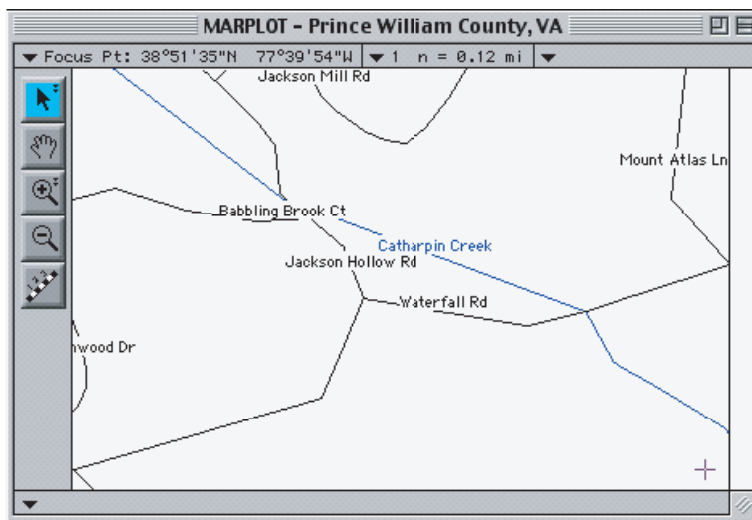 MARPLOT - Prince William County, VA
Focus Pt: 38°51'35"N 77°39'54"W 1 n = 0.12 mi
Jackson Mill Rd
Mount Atlas Ln
Babbling Brook Ct
Catharpin Creek
Jackson Hollow Rd
Waterfall Rd
nwood Dr